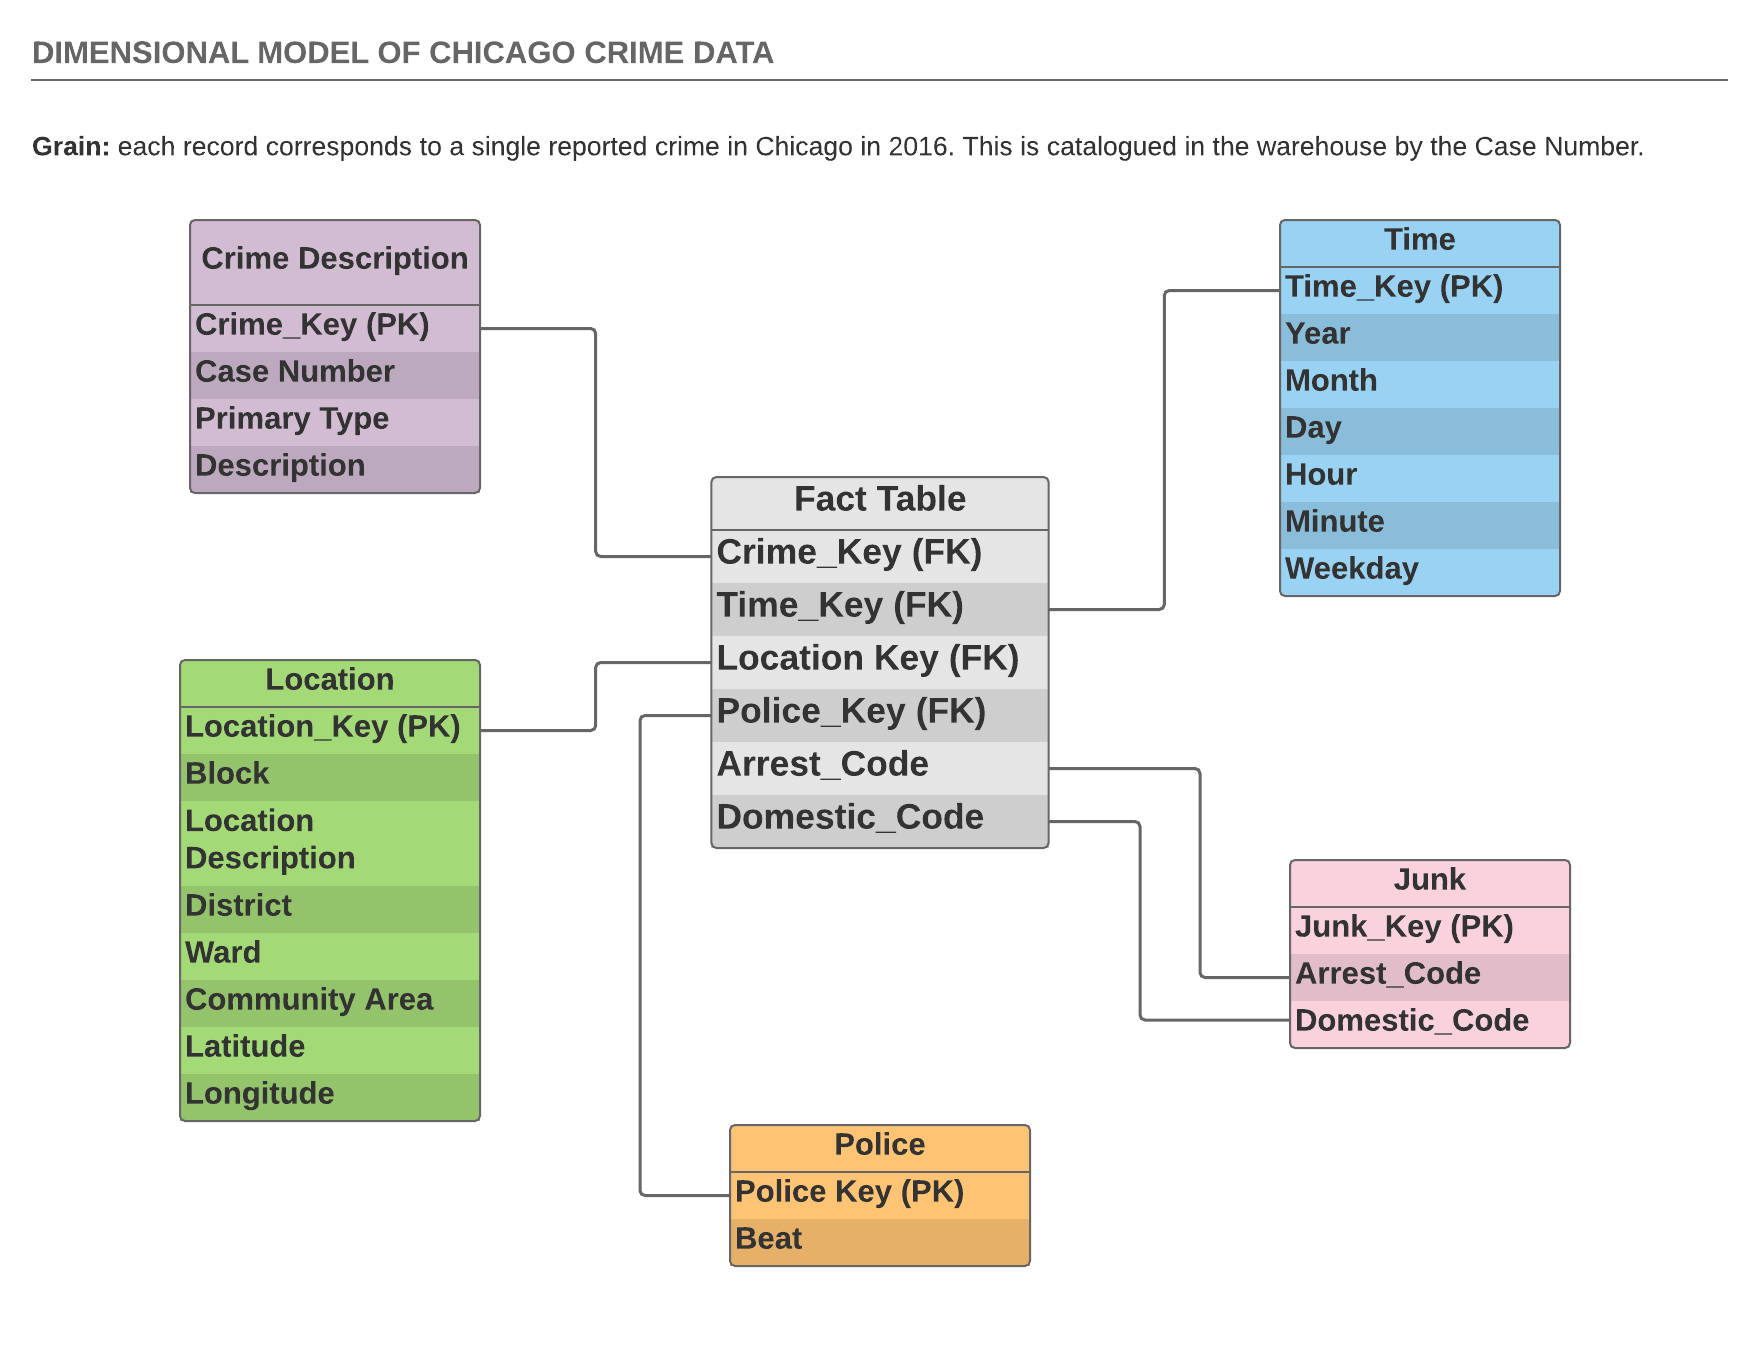 DIMENSIONAL MODEL OF CHICAGO CRIME DATA
Grain: each record corresponds to a single reported crime in Chicago in 2016. This is catalogued in the warehouse by the Case Number.
Crime Description
Crime_Key (PK)
Case Number
Primary Type
Description
Time
Time_Key (PK)
Year
Month
Day
Hour
Minute
Weekday
Fact Table
Crime_Key (FK)
Time_Key (FK)
Location Key (FK)
Police_Key (FK)
Arrest_Code
Domestic_Code
Location
Location_Key (PK)
Block
Location
Description
District
Ward
Community Area
Latitude
Longitude
Junk
Junk_Key (PK)
Arrest_Code
Domestic_Code
Police
Police Key (PK)
Beat